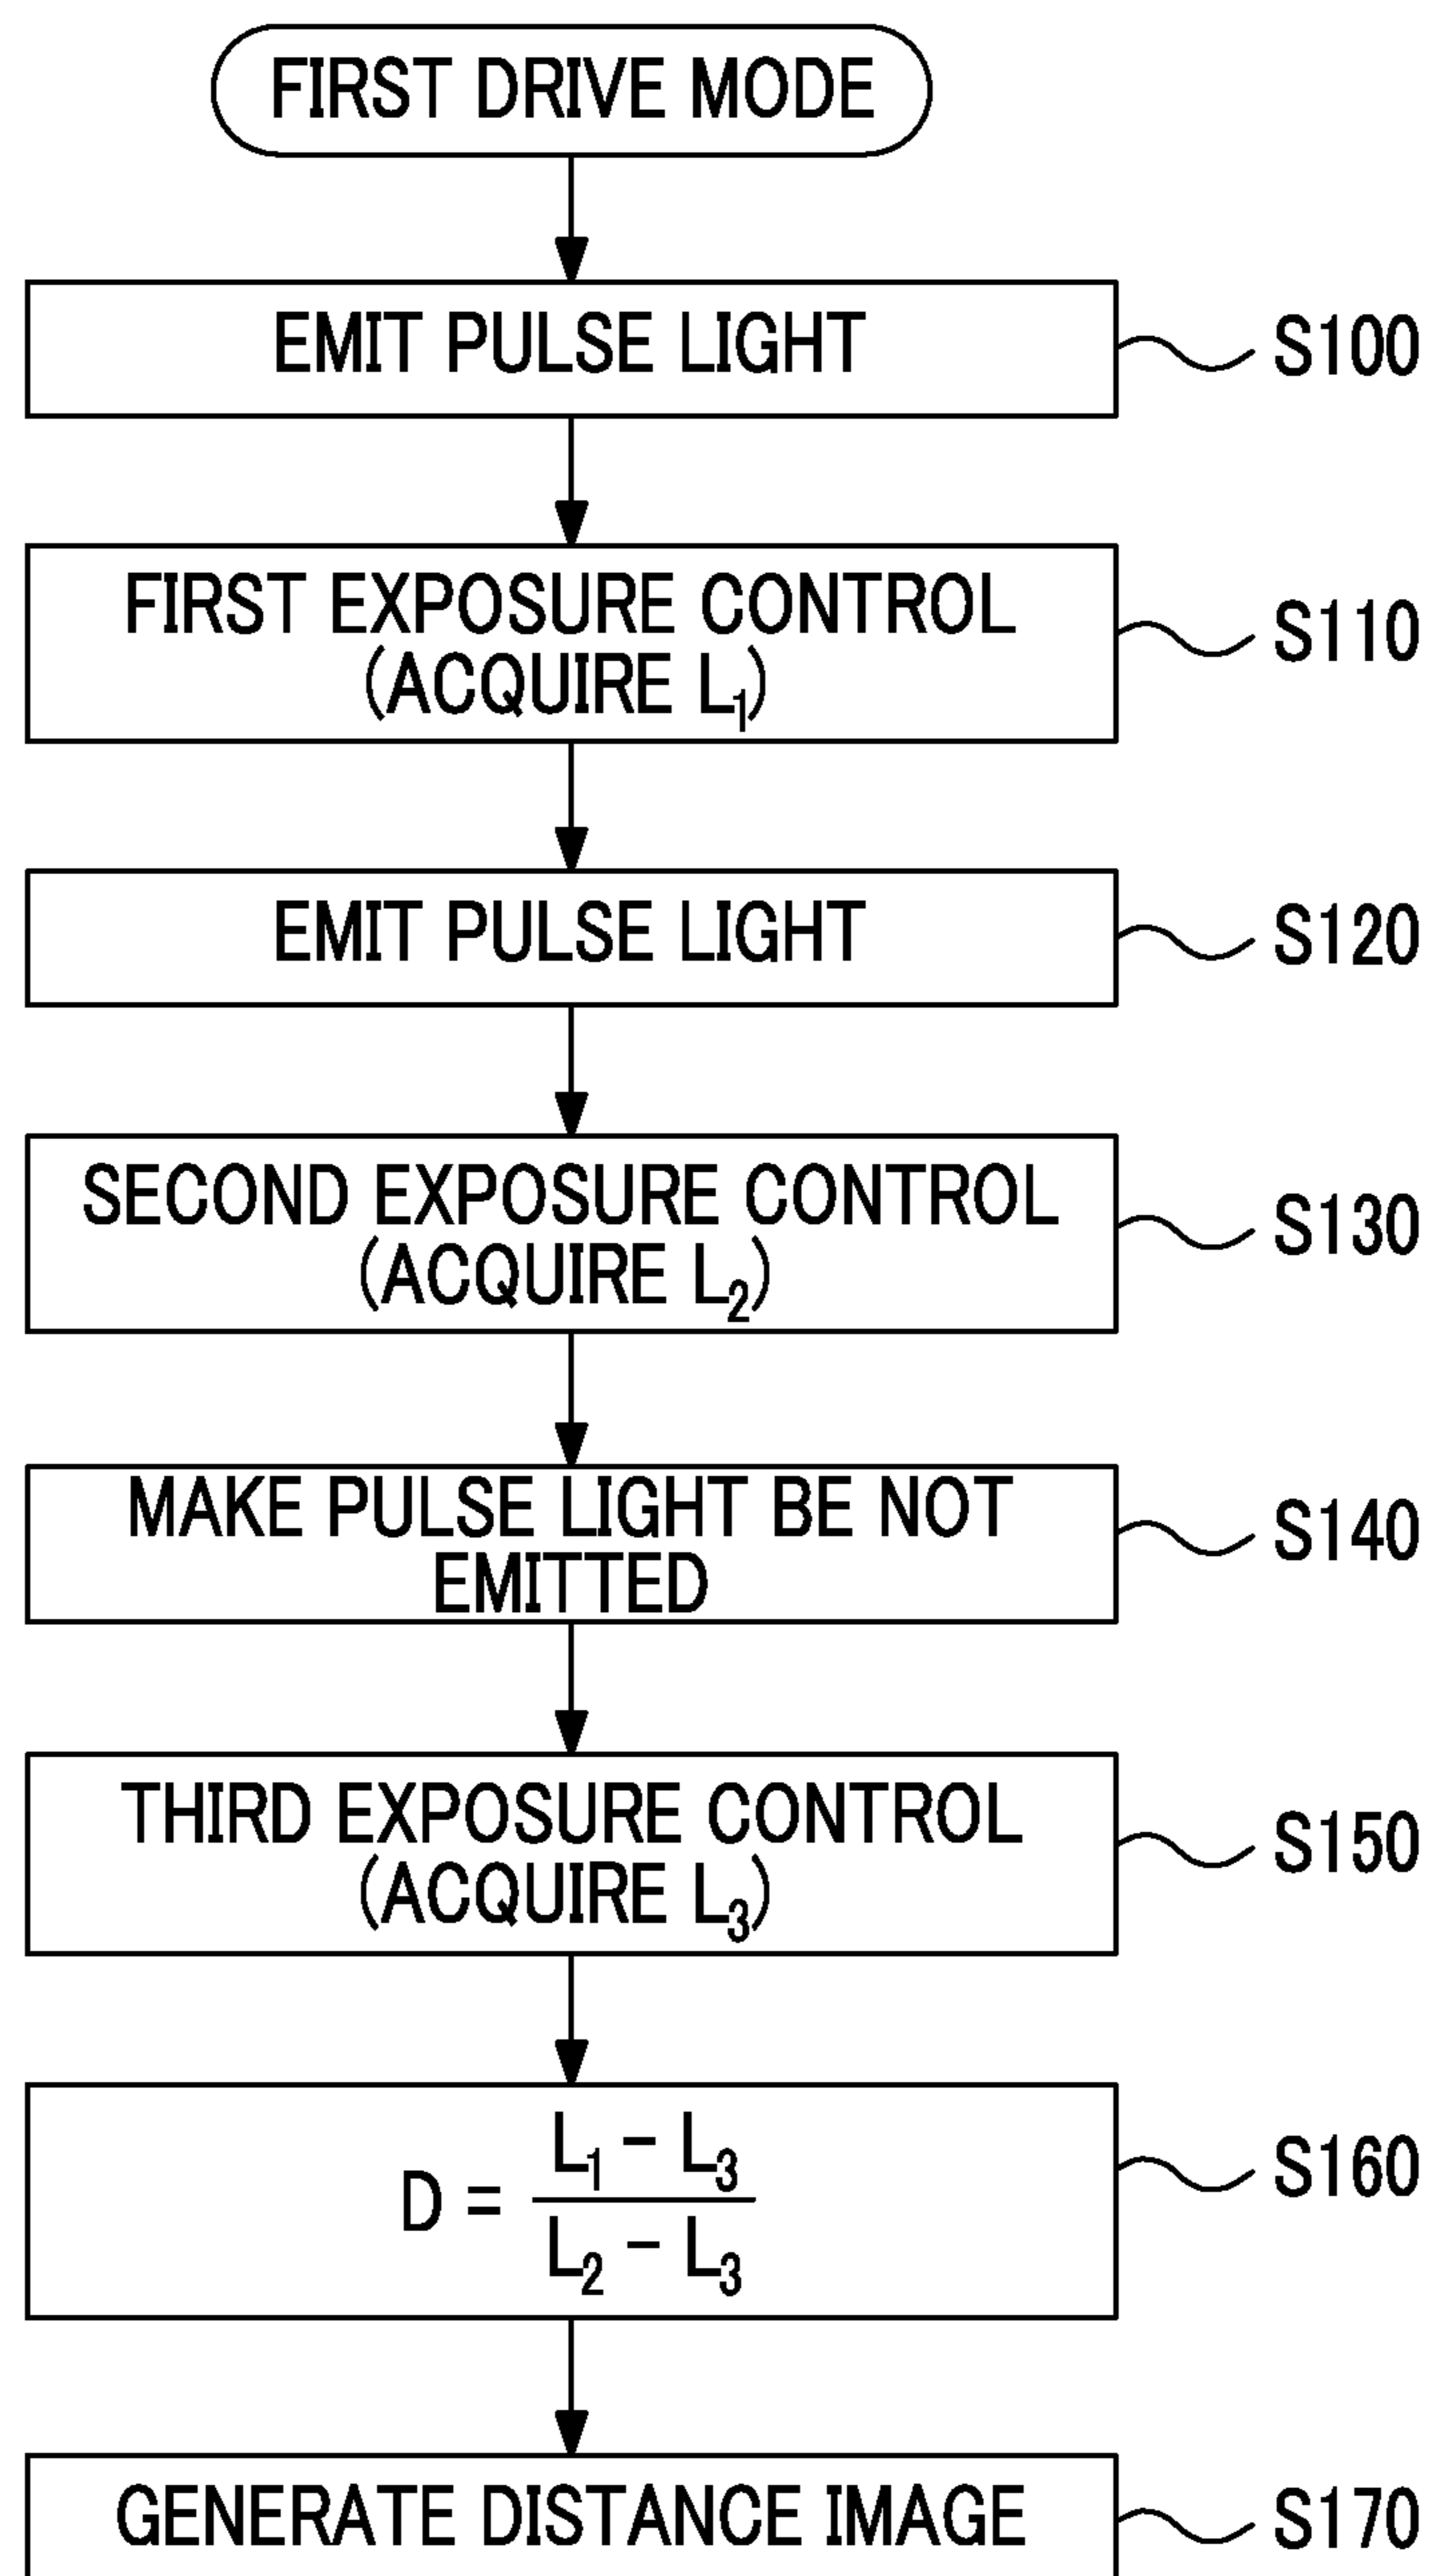 FIRST DRIVE MODE
EMIT PULSE LIGHT
S100
FIRST EXPOSURE CONTROL
(ACQUIRE L₁)
S110
EMIT PULSE LIGHT
S120
SECOND EXPOSURE CONTROL
(ACQUIRE L₂)
S130
MAKE PULSE LIGHT BE NOT
EMITTED
S140
THIRD EXPOSURE CONTROL
(ACQUIRE L₃)
S150
L₁ − L₃
D =
L₂ − L₃
S160
GENERATE DISTANCE IMAGE
S170